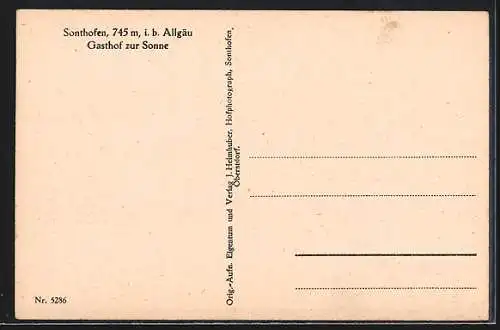 Sonthofen, 745 m, i. b. Allgäu
Gasthof zur Sonne
Orig.-Aufn. Eigentum und Verlag J. Heimhuber, Hofphotograph, Sonthofen,
Oberstdorf.
Nr. 5286